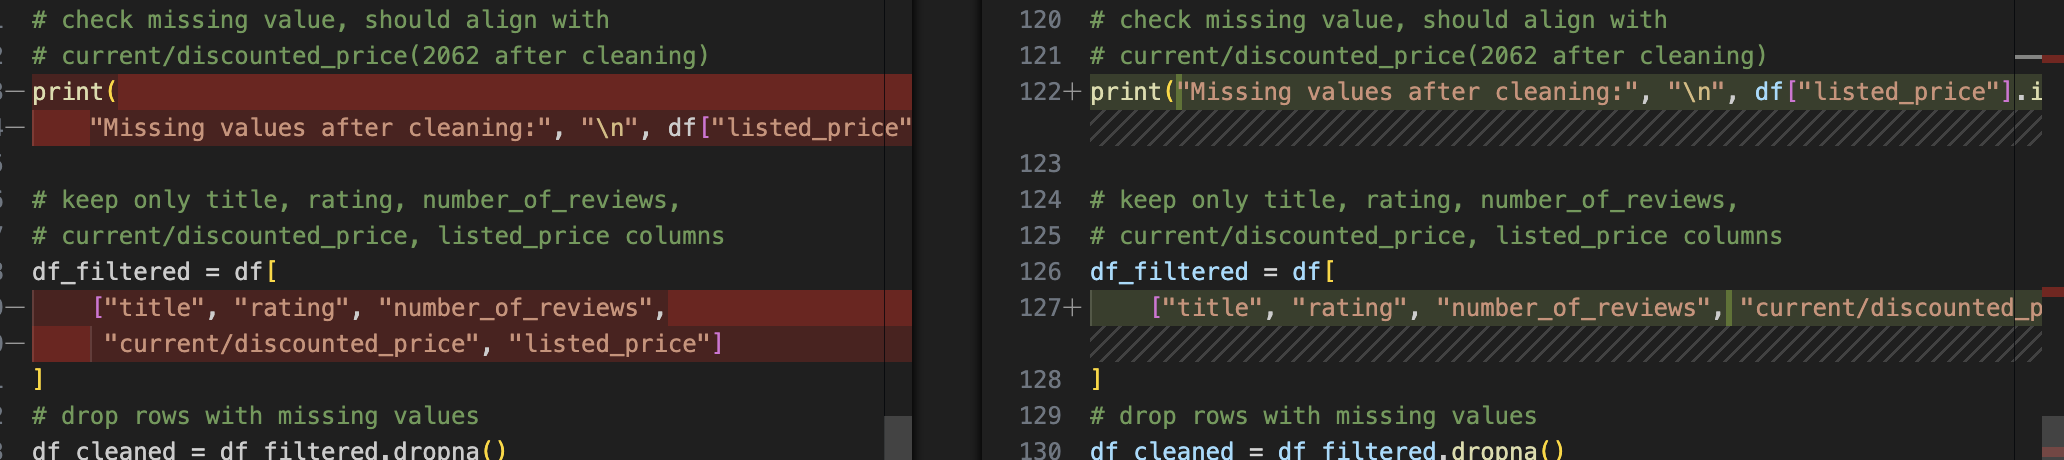 # check missing value, should align with
# current/discounted_price(2062 after cleaning)
print(
"Missing values after cleaning:", "\n", df["listed_price"
# keep only title, rating, number_of_reviews,
# current/discounted_price, listed_price columns
df_filtered = df[
["title", "rating", "number_of_reviews",
"current/discounted_price", "listed_price"]
]
# drop rows with missing values
df_cleaned = df_filtered.dropna()
120 # check missing value, should align with
121 # current/discounted_price(2062 after cleaning)
122+ print("Missing values after cleaning:", "\n", df["listed_price"].i
123
124 # keep only title, rating, number_of_reviews,
125 # current/discounted_price, listed_price columns
126 df_filtered = df[
127+ ["title", "rating", "number_of_reviews", "current/discounted_p
128 ]
129 # drop rows with missing values
130 df_cleaned = df_filtered.dropna()